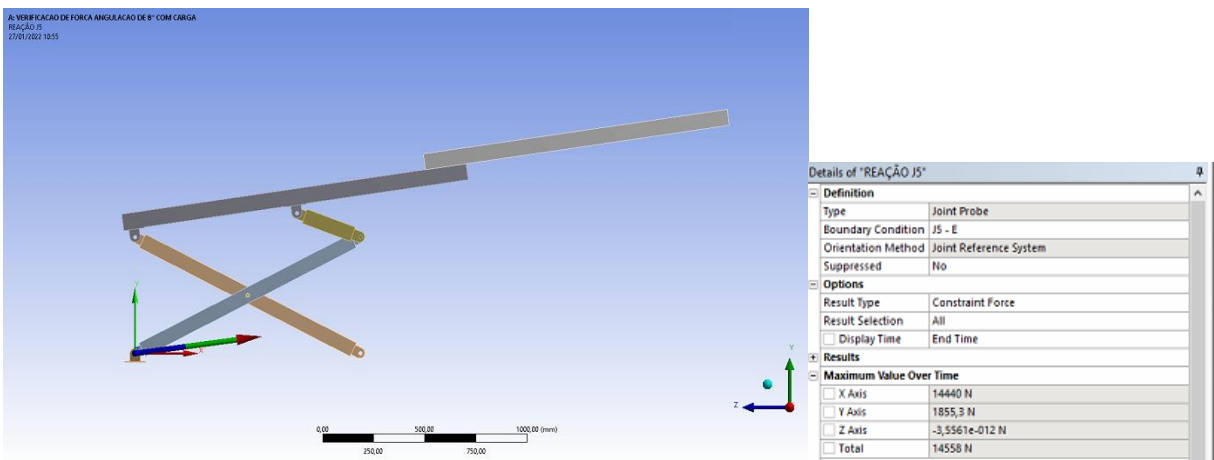 A: VERIFICACAO DE FORCA ANGULACAO DE 8° COM CARGA
REAÇÃO J5
27/01/2022 10:55
Y
X
Y
Z
0,00 500,00 1000,00 (mm)
250,00 750,00
Details of "REAÇÃO J5"
Definition
Type Joint Probe
Boundary Condition J5 - E
Orientation Method Joint Reference System
Suppressed No
Options
Result Type Constraint Force
Result Selection All
Display Time End Time
Results
Maximum Value Over Time
X Axis 14440 N
Y Axis 1855,3 N
Z Axis -3,5561e-012 N
Total 14558 N